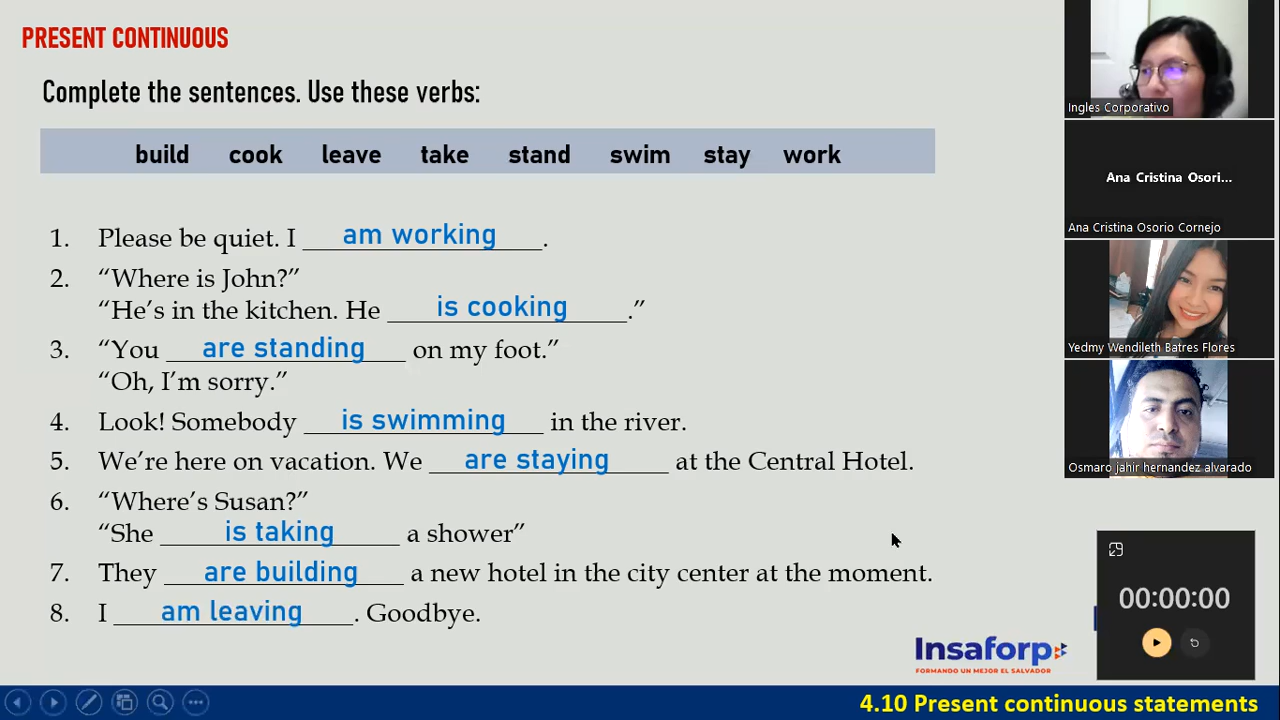 PRESENT CONTINUOUS
Complete the sentences. Use these verbs:
build cook leave take stand swim stay work
1. Please be quiet. I am working.
2. “Where is John?”
“He’s in the kitchen. He is cooking.”
3. “You are standing on my foot.”
“Oh, I’m sorry.”
4. Look! Somebody is swimming in the river.
5. We’re here on vacation. We are staying at the Central Hotel.
6. “Where’s Susan?”
“She is taking a shower”
7. They are building a new hotel in the city center at the moment.
8. I am leaving. Goodbye.
Insaforp
FORMANDO UN MEJOR EL SALVADOR
4.10 Present continuous statements
Ingles Corporativo
Ana Cristina Osori...
Ana Cristina Osorio Cornejo
Yedmy Wendileth Batres Flores
Osmaro jahir hernandez alvarado
00:00:00